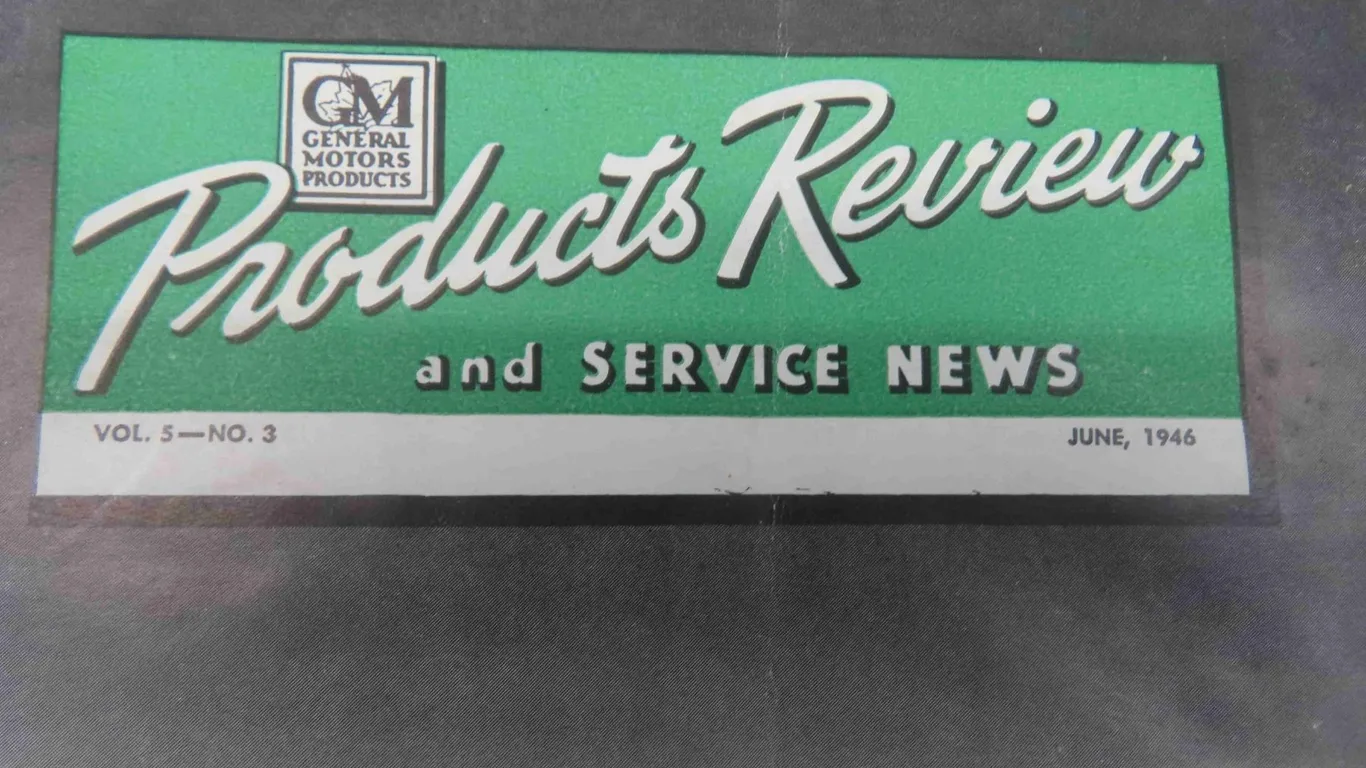 GM
GENERAL
MOTORS
PRODUCTS
Products Review
and SERVICE NEWS
VOL. 5—NO. 3
JUNE, 1946